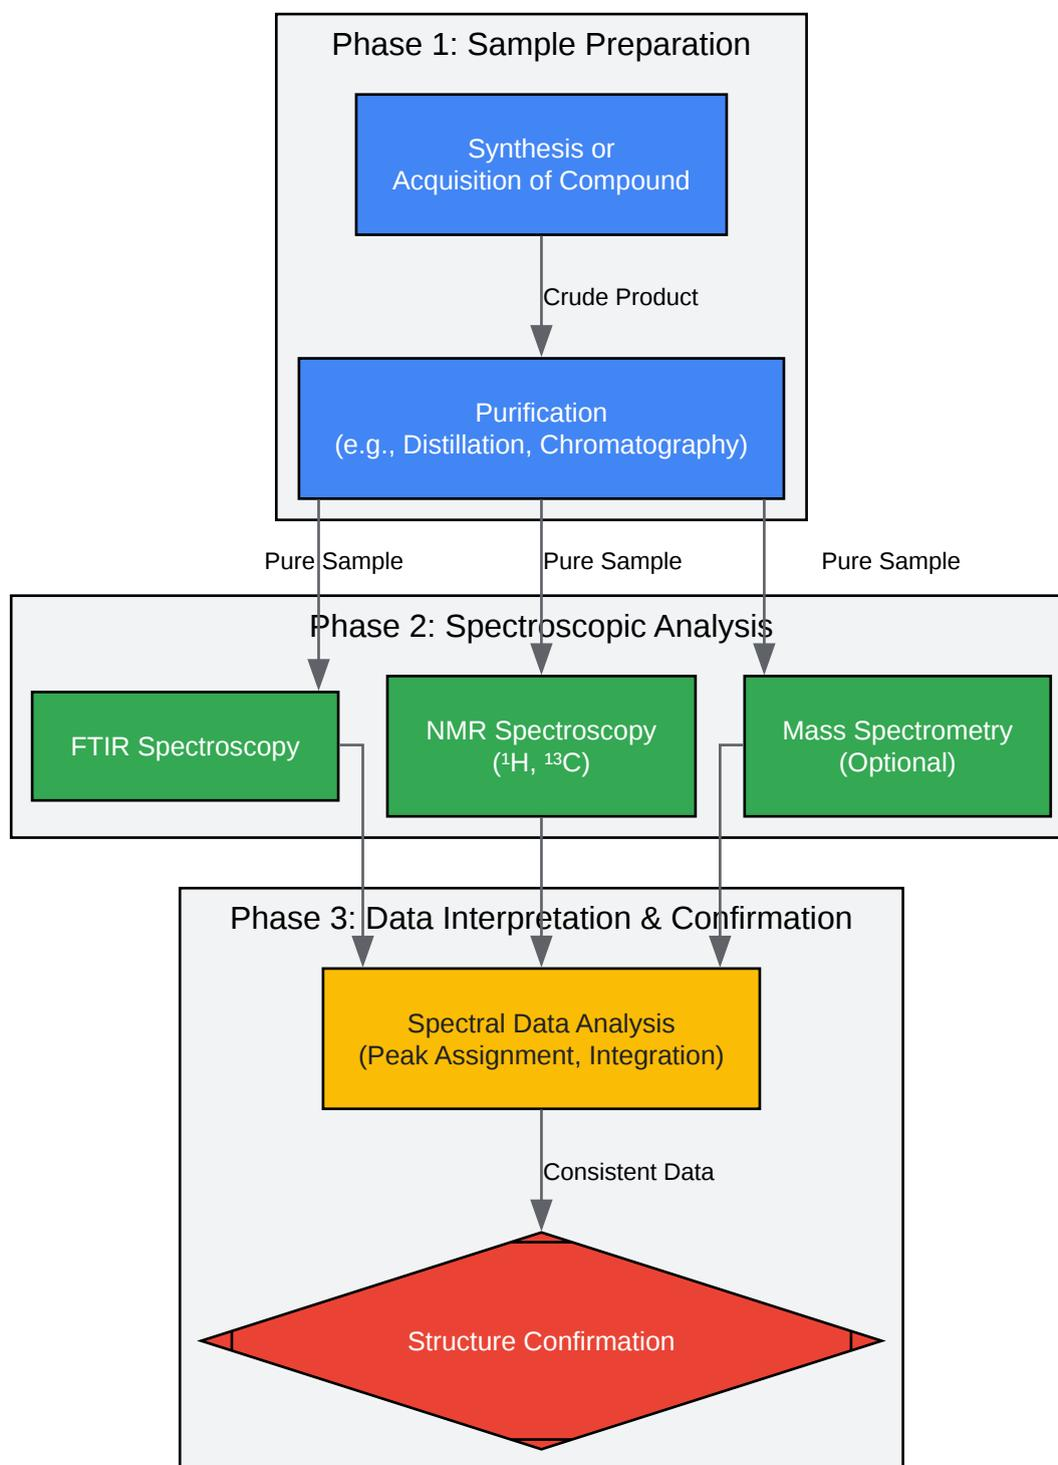 Phase 1: Sample Preparation
Synthesis or
Acquisition of Compound
Crude Product
Purification
(e.g., Distillation, Chromatography)
Pure Sample
Pure Sample
Pure Sample
Phase 2: Spectroscopic Analysis
FTIR Spectroscopy
NMR Spectroscopy
(¹H, ¹³C)
Mass Spectrometry
(Optional)
Phase 3: Data Interpretation & Confirmation
Spectral Data Analysis
(Peak Assignment, Integration)
Consistent Data
Structure Confirmation